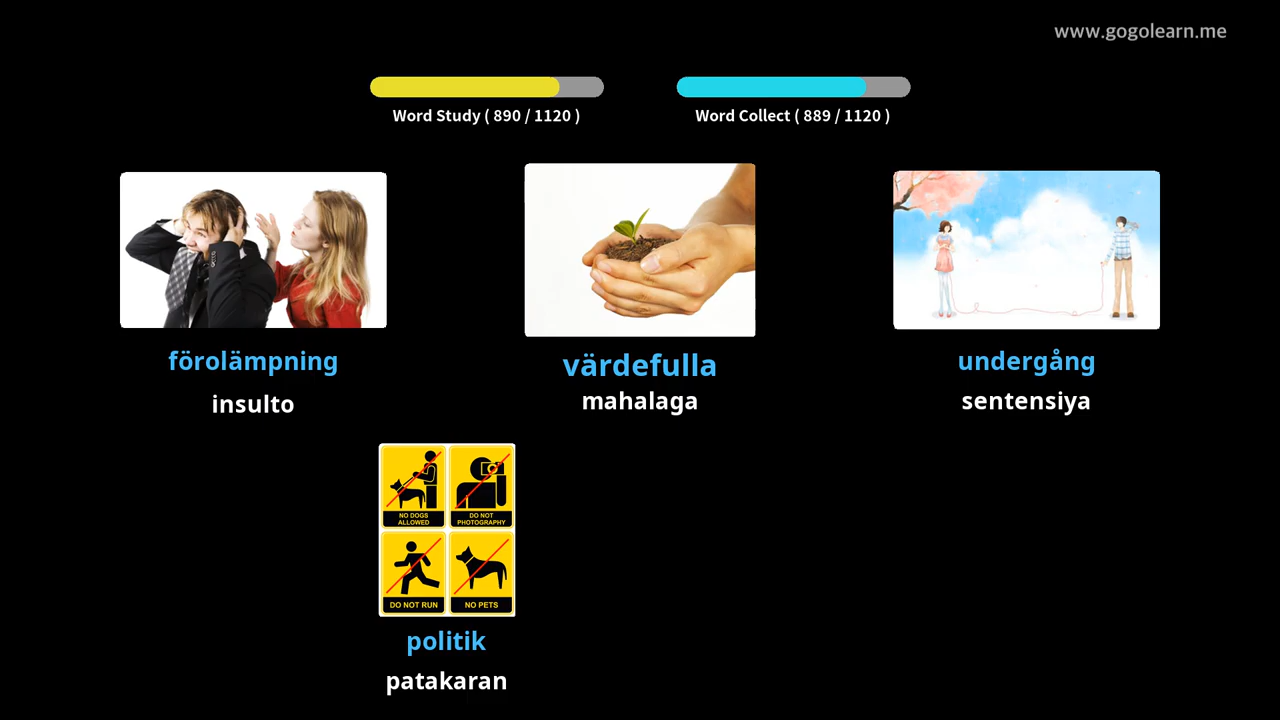 www.gogolearn.me
Word Study ( 890 / 1120 )
Word Collect ( 889 / 1120 )
förolämpning
insulto
värdefulla
mahalaga
undergång
sentensiya
NO DOGS
ALLOWED
DO NOT
PHOTOGRAPHY
DO NOT RUN
NO PETS
politik
patakaran